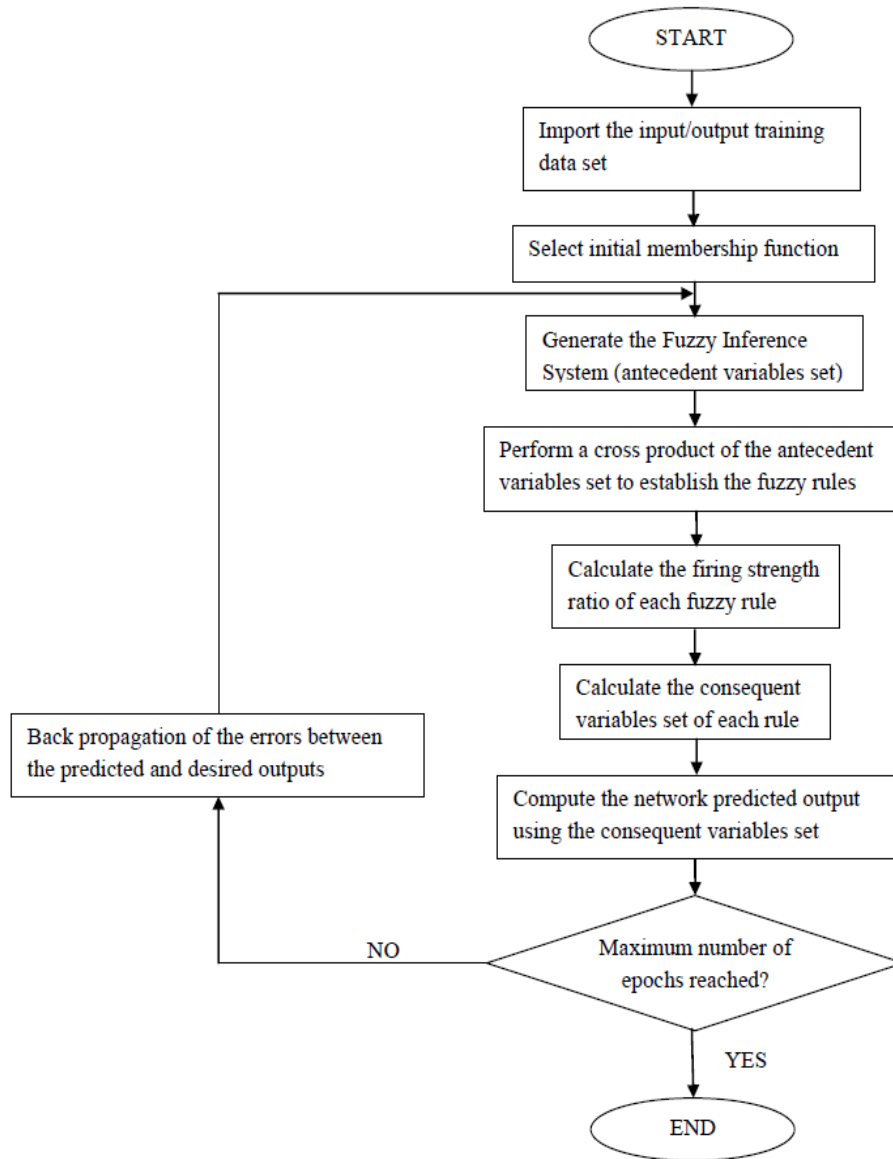 START
Import the input/output training
data set
Select initial membership function
Generate the Fuzzy Inference
System (antecedent variables set)
Perform a cross product of the antecedent
variables set to establish the fuzzy rules
Calculate the firing strength
ratio of each fuzzy rule
Calculate the consequent
variables set of each rule
Back propagation of the errors between
the predicted and desired outputs
Compute the network predicted output
using the consequent variables set
NO
Maximum number of
epochs reached?
YES
END